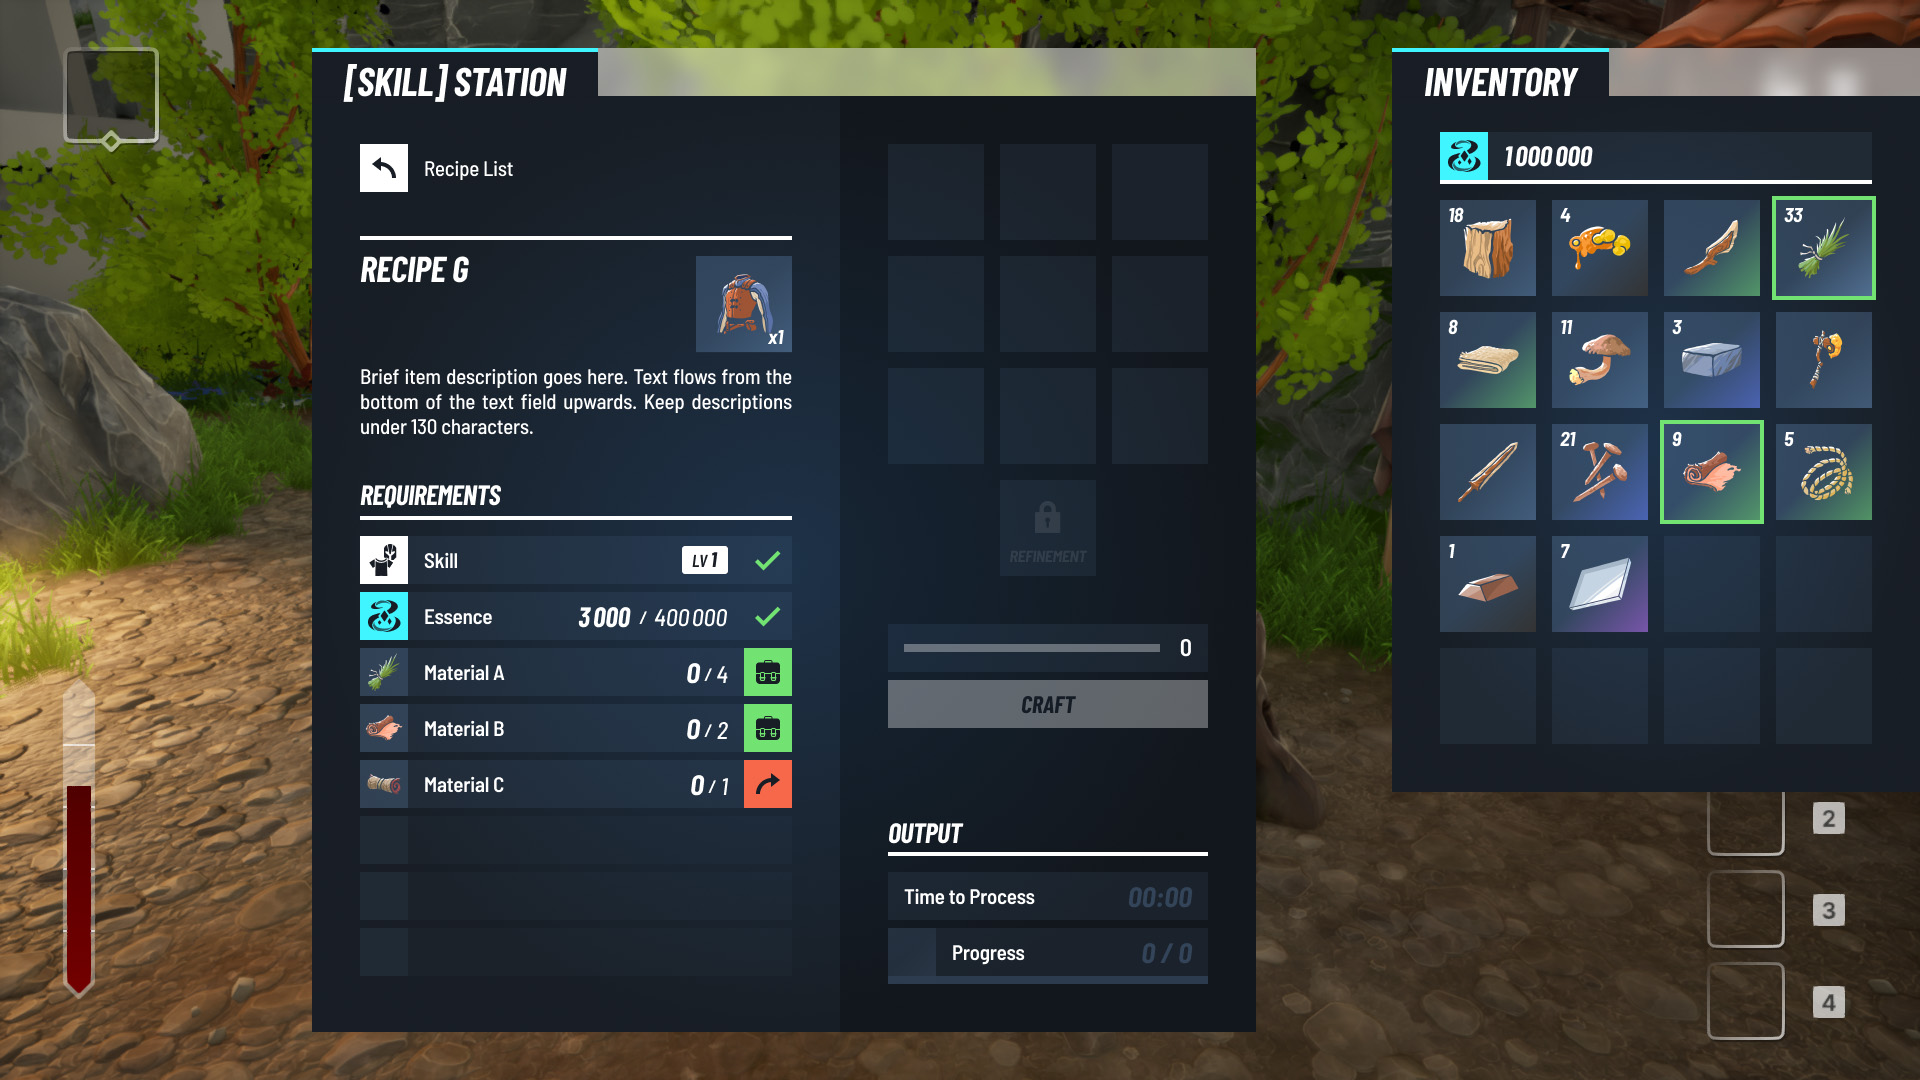 [SKILL] STATION
Recipe List
RECIPE G
x1
Brief item description goes here. Text flows from the
bottom of the text field upwards. Keep descriptions
under 130 characters.
REQUIREMENTS
Skill LV 1
Essence 3 000 / 400 000
Material A 0 / 4
Material B 0 / 2
Material C 0 / 1
REFINEMENT
0
CRAFT
OUTPUT
Time to Process 00:00
Progress 0 / 0
INVENTORY
1 000 000
18 4 33
8 11 3
21 9 5
1 7
2
3
4